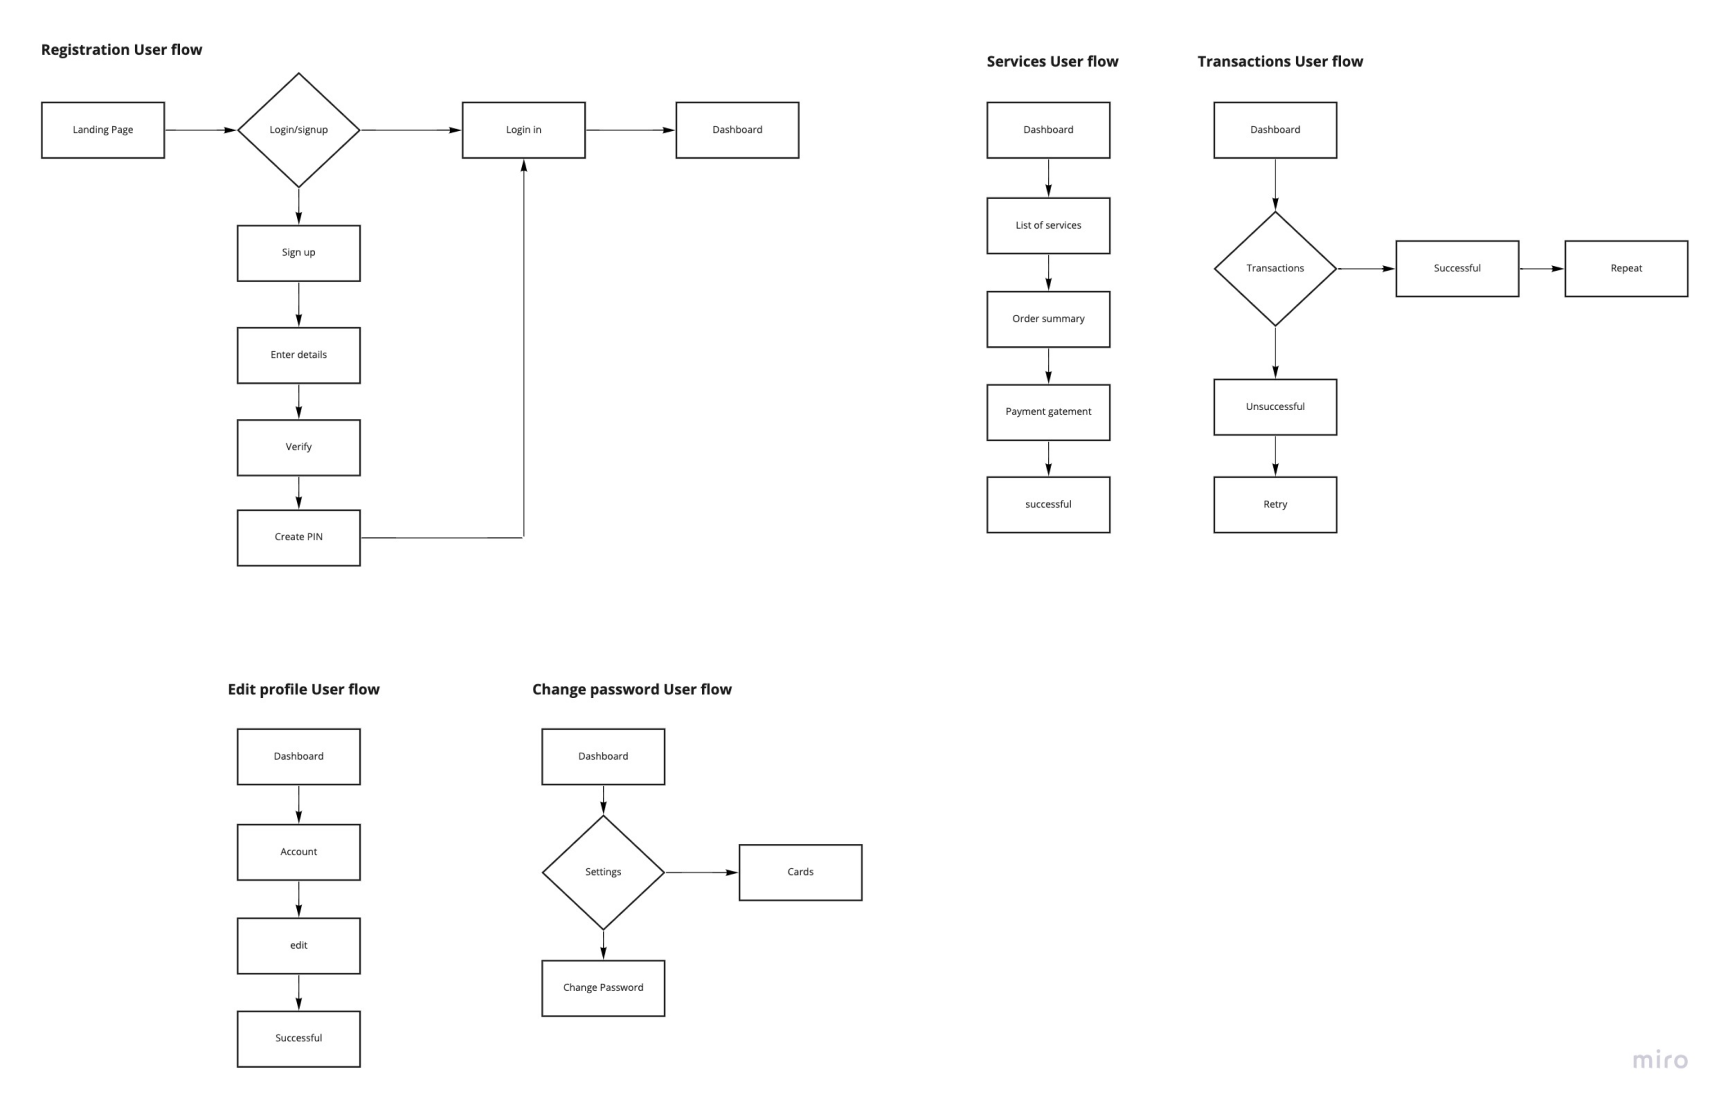 Registration User flow
Landing Page
Login/signup
Login in
Dashboard
Sign up
Enter details
Verify
Create PIN
Services User flow
Dashboard
List of services
Order summary
Payment gatement
successful
Transactions User flow
Dashboard
Transactions
Successful
Repeat
Unsuccessful
Retry
Edit profile User flow
Dashboard
Account
edit
Successful
Change password User flow
Dashboard
Settings
Cards
Change Password
miro